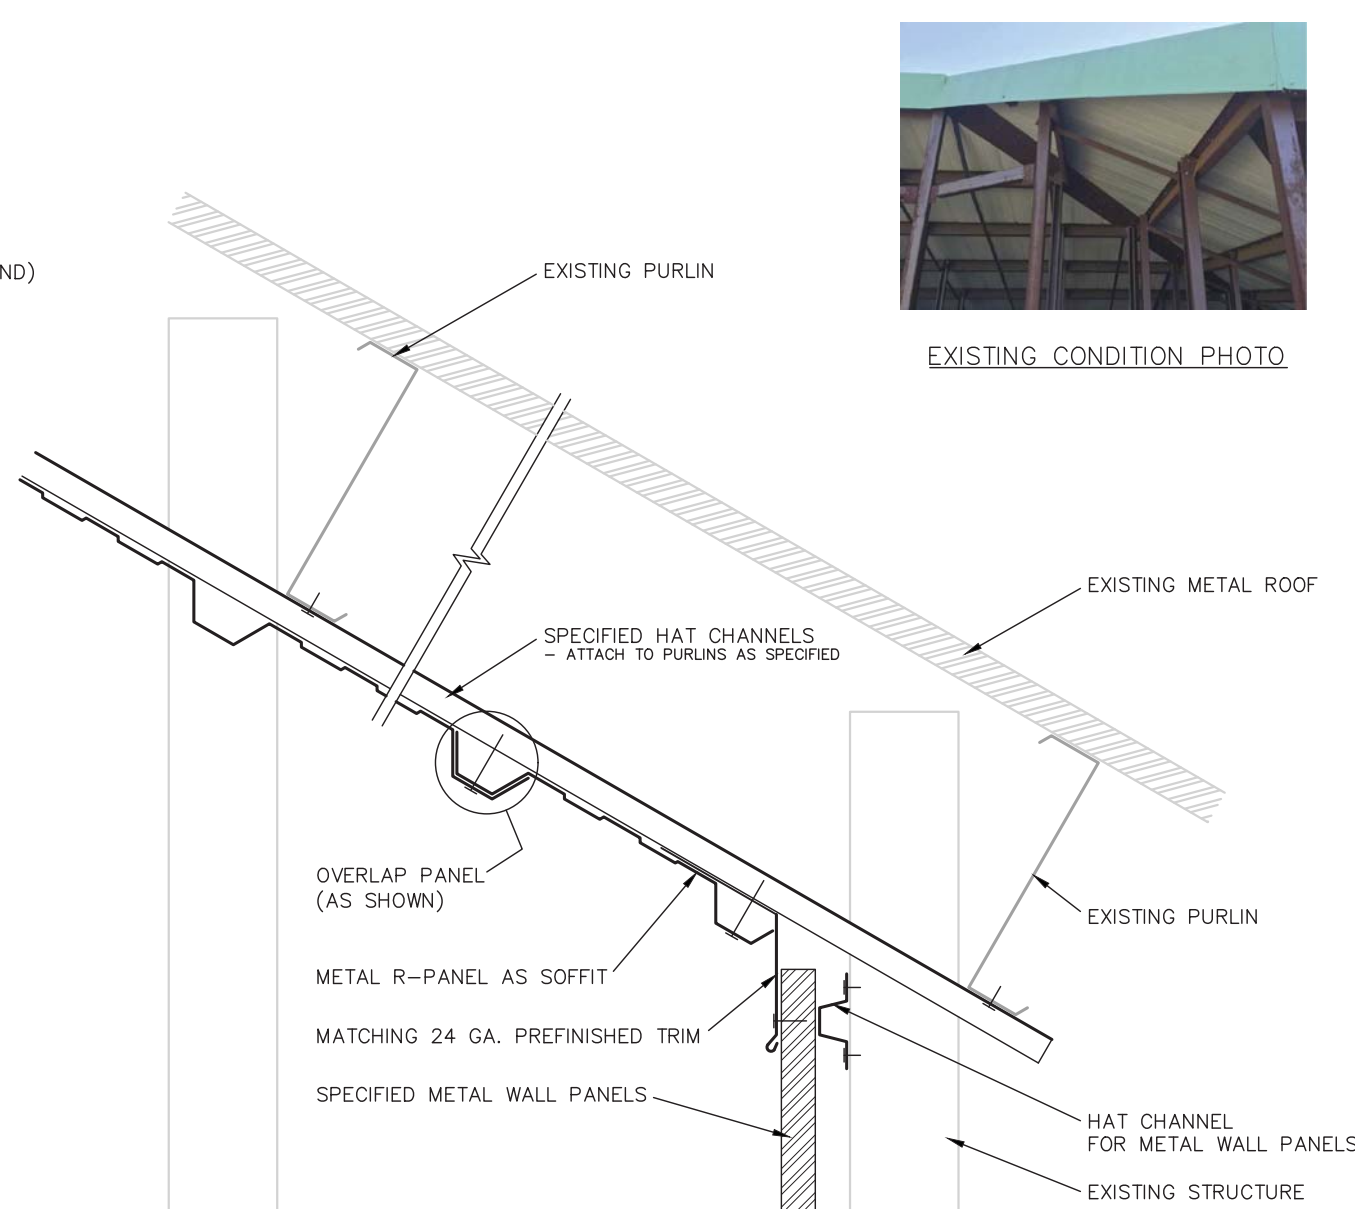 EXISTING CONDITION PHOTO
ND)
EXISTING PURLIN
EXISTING METAL ROOF
SPECIFIED HAT CHANNELS
- ATTACH TO PURLINS AS SPECIFIED
OVERLAP PANEL
(AS SHOWN)
EXISTING PURLIN
METAL R-PANEL AS SOFFIT
MATCHING 24 GA. PREFINISHED TRIM
SPECIFIED METAL WALL PANELS
HAT CHANNEL
FOR METAL WALL PANELS
EXISTING STRUCTURE